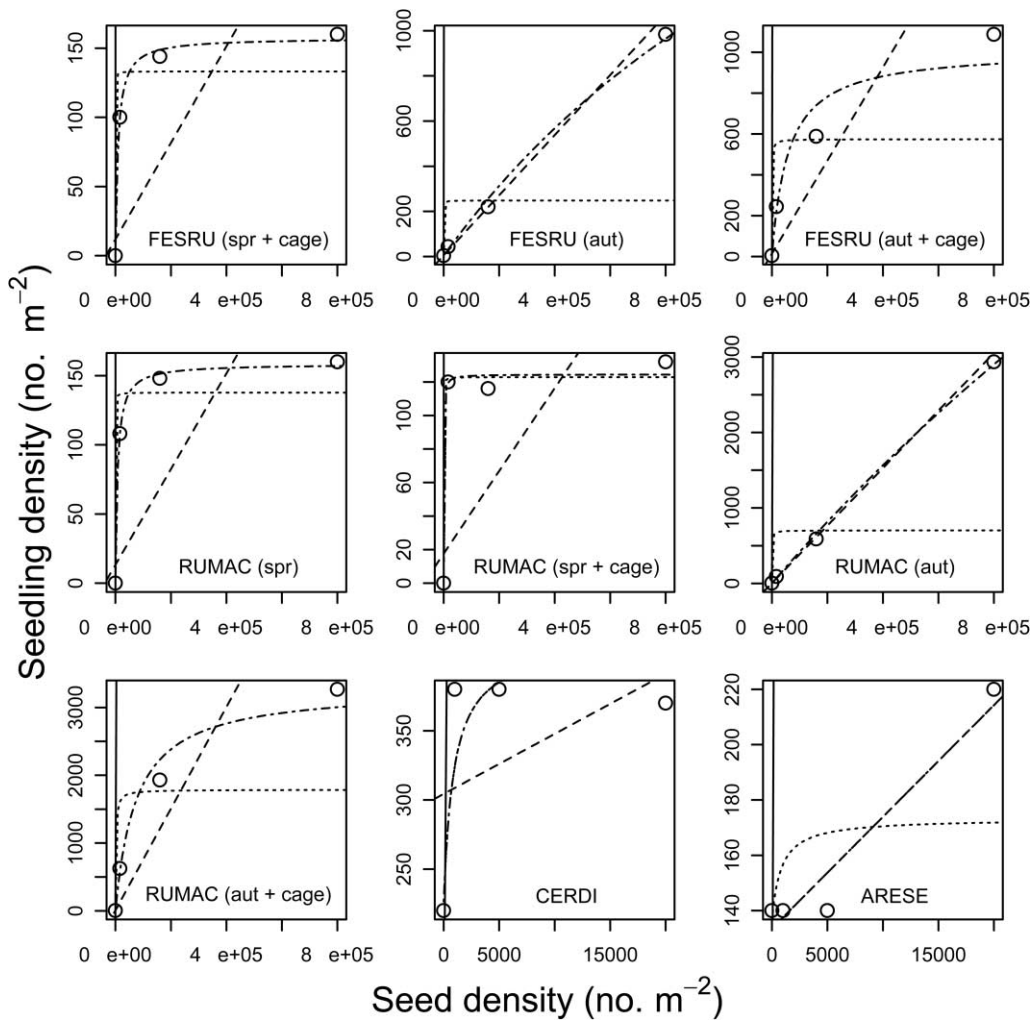 Seedling density (no. m−2)
0 50 100 150
FESRU (spr + cage)
0 e+00 4 e+05 8 e+05
0 200 600 1000
FESRU (aut)
0 e+00 4 e+05 8 e+05
0 200 600 1000
FESRU (aut + cage)
0 e+00 4 e+05 8 e+05
0 50 100 150
RUMAC (spr)
0 e+00 4 e+05 8 e+05
0 20 60 100
RUMAC (spr + cage)
0 e+00 4 e+05 8 e+05
0 1000 2000 3000
RUMAC (aut)
0 e+00 4 e+05 8 e+05
0 1000 2000 3000
RUMAC (aut + cage)
0 e+00 4 e+05 8 e+05
250 300 350
CERDI
0 5000 15000
140 160 180 200 220
ARESE
0 5000 15000
Seed density (no. m−2)